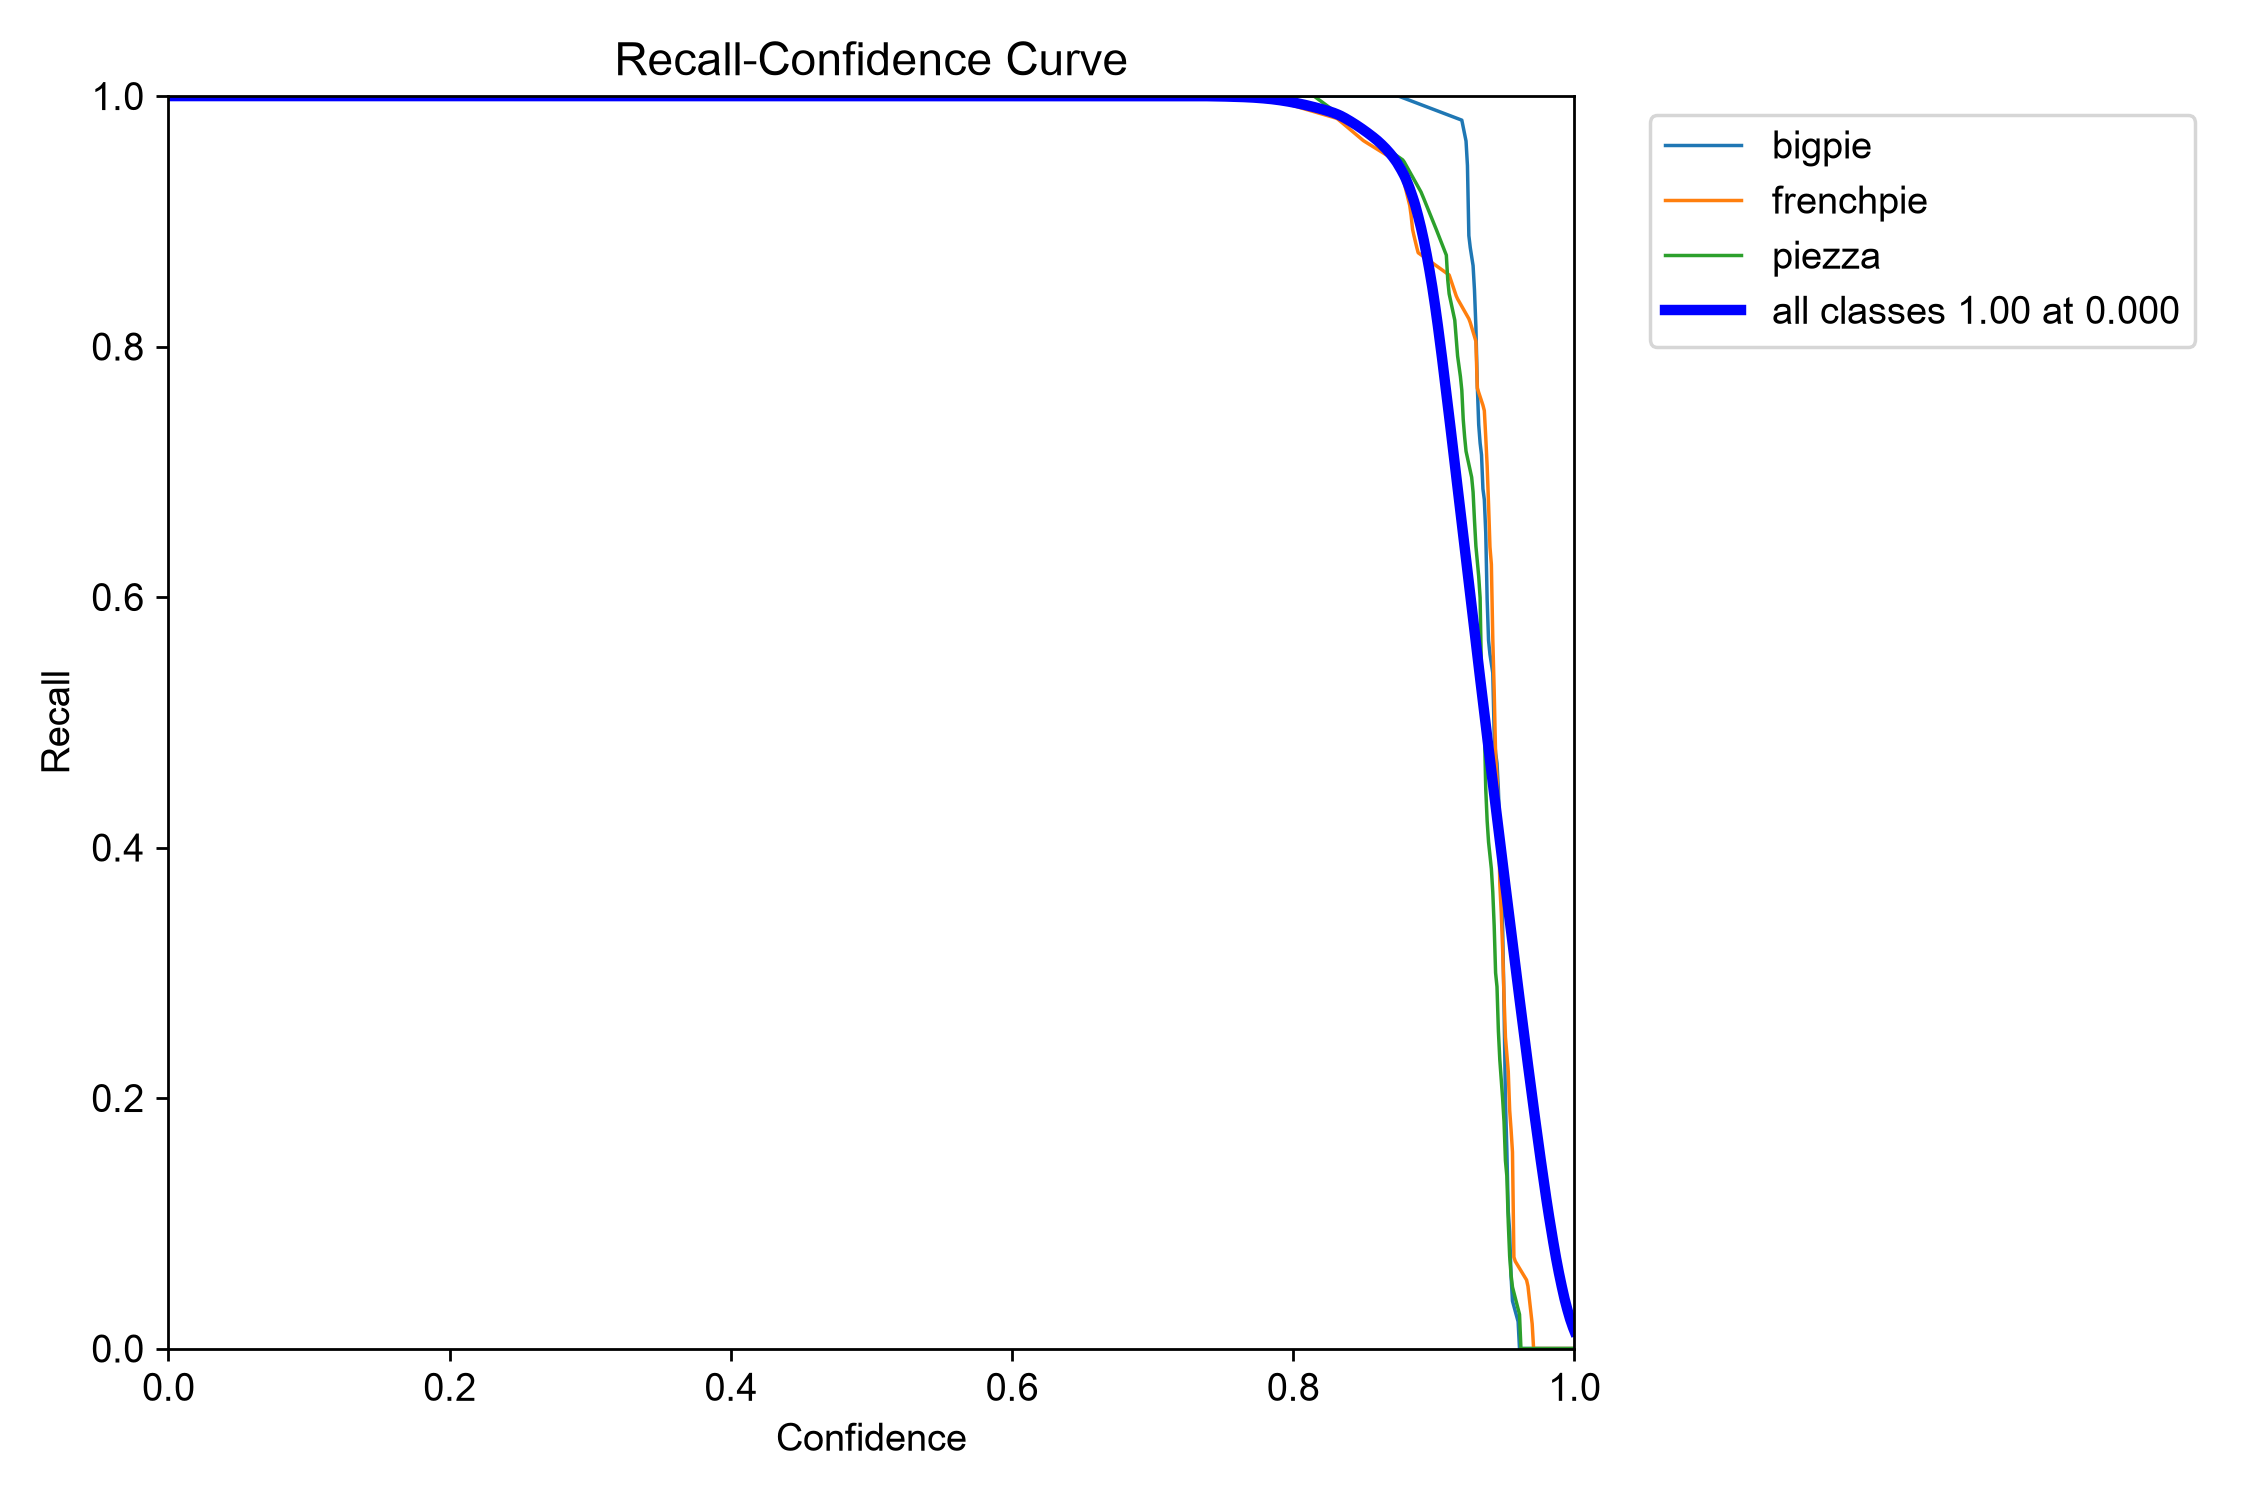 Recall-Confidence Curve
1.0
0.8
0.6
0.4
0.2
0.0
Recall
0.0 0.2 0.4 0.6 0.8 1.0
Confidence
bigpie
frenchpie
piezza
all classes 1.00 at 0.000